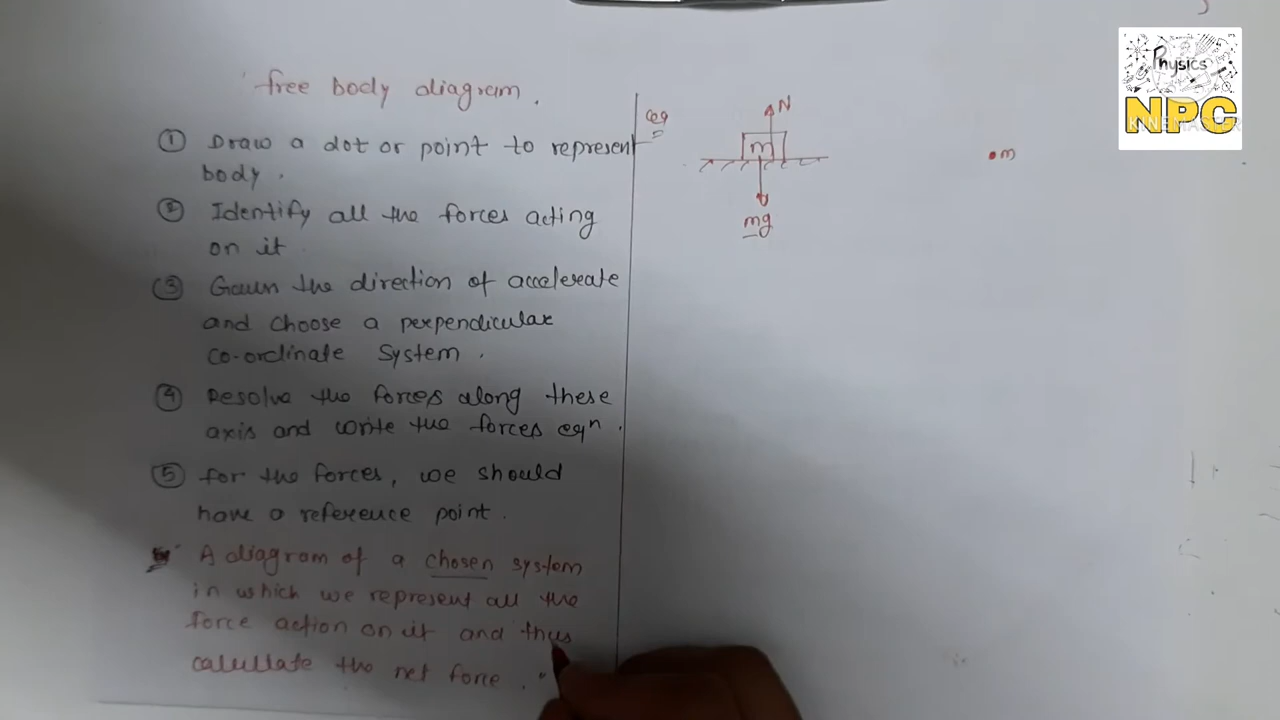 free body diagram.
① Draw a dot or point to represent
body.
② Identify all the forces acting
on it.
③ Gaun the direction of accelerate
and choose a perpendicular
co-ordinate system.
④ Resolve the forces along these
axis and write the forces eqⁿ.
⑤ for the forces, we should
have a reference point.
A diagram of a chosen system
in which we represent all the
force action on it and thus
calullate the net force."
eg
N
m
mg
m
Physics
NPC